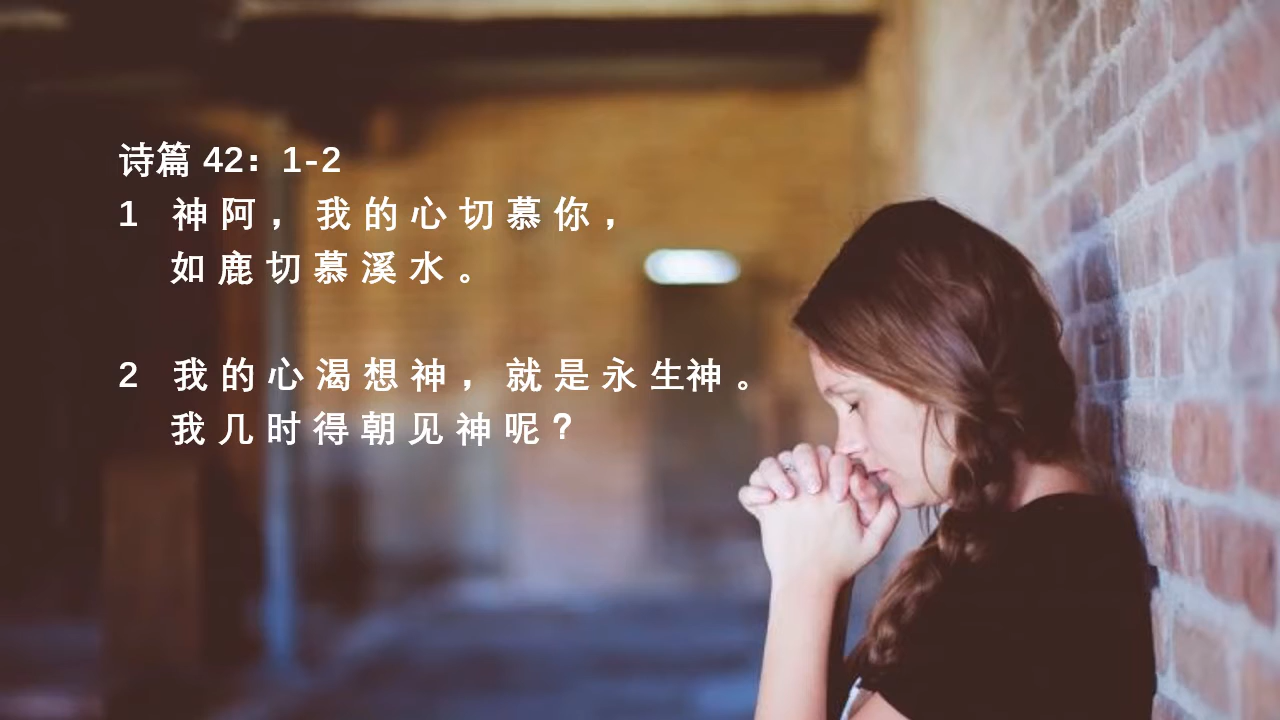 诗篇 42：1-2
1 神阿，我的心切慕你，
如鹿切慕溪水。
2 我的心渴想神，就是永生神。
我几时得朝见神呢？